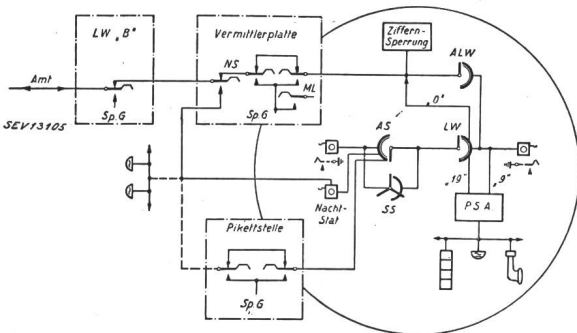 LW „B"
Vermittlerplatte
Ziffern-
Sperrung
ALW
Amt
NS
ML
Sp.G
Sp.G
SEV13105
„0"
AS
LW
„19"
„9"
SS
Nacht-
Stat
PSA
Pikettstelle
Sp.G